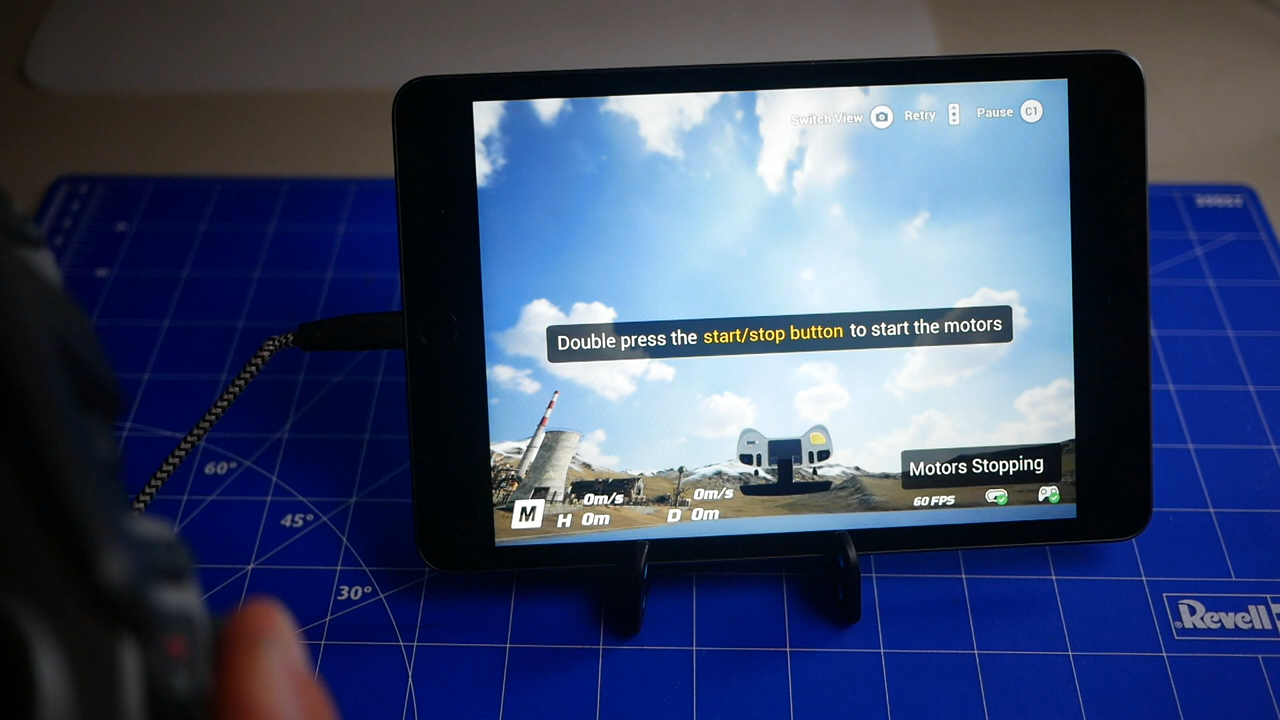 Switch View
Retry
Pause C1
Double press the start/stop button to start the motors
Motors Stopping
60 FPS
0m/s
0m/s
M
H 0m
D 0m
60°
45°
30°
Revell